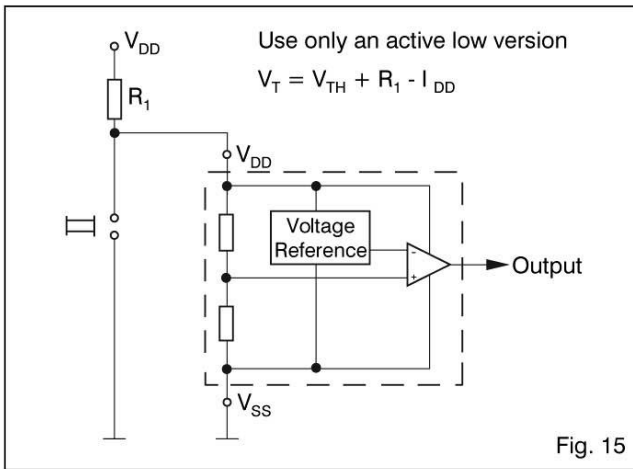 V_DD
Use only an active low version
V_T = V_TH + R_1 - I_DD
R_1
V_DD
Voltage
Reference
-
+
Output
V_SS
Fig. 15